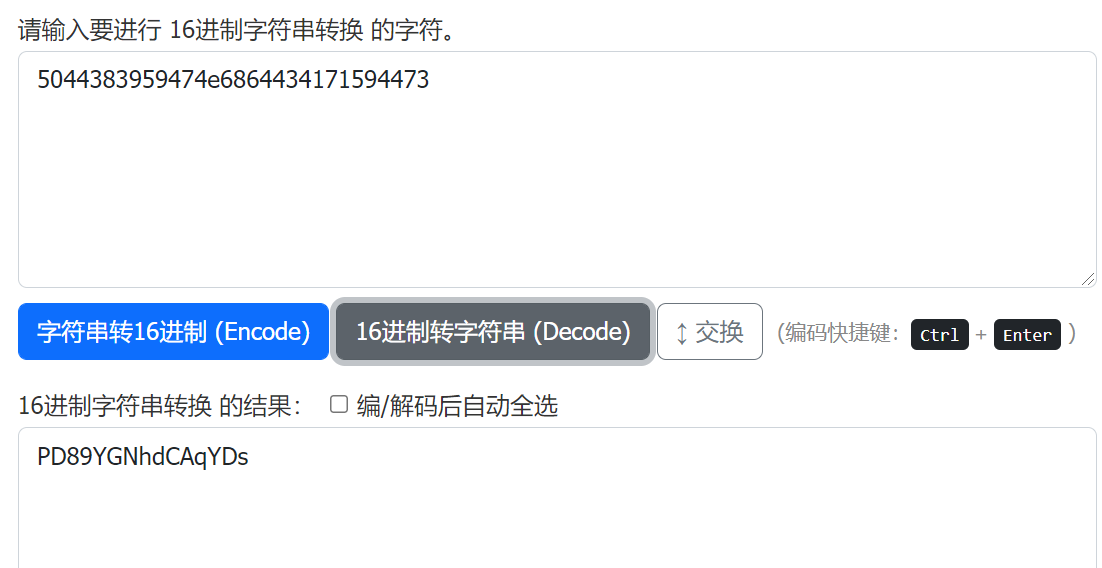 请输入要进行 16进制字符串转换 的字符。
5044383959474e6864434171594473
字符串转16进制 (Encode) 16进制转字符串 (Decode) ↕ 交换 (编码快捷键： Ctrl + Enter )
16进制字符串转换 的结果： 编/解码后自动全选
PD89YGNhdCAqYDs